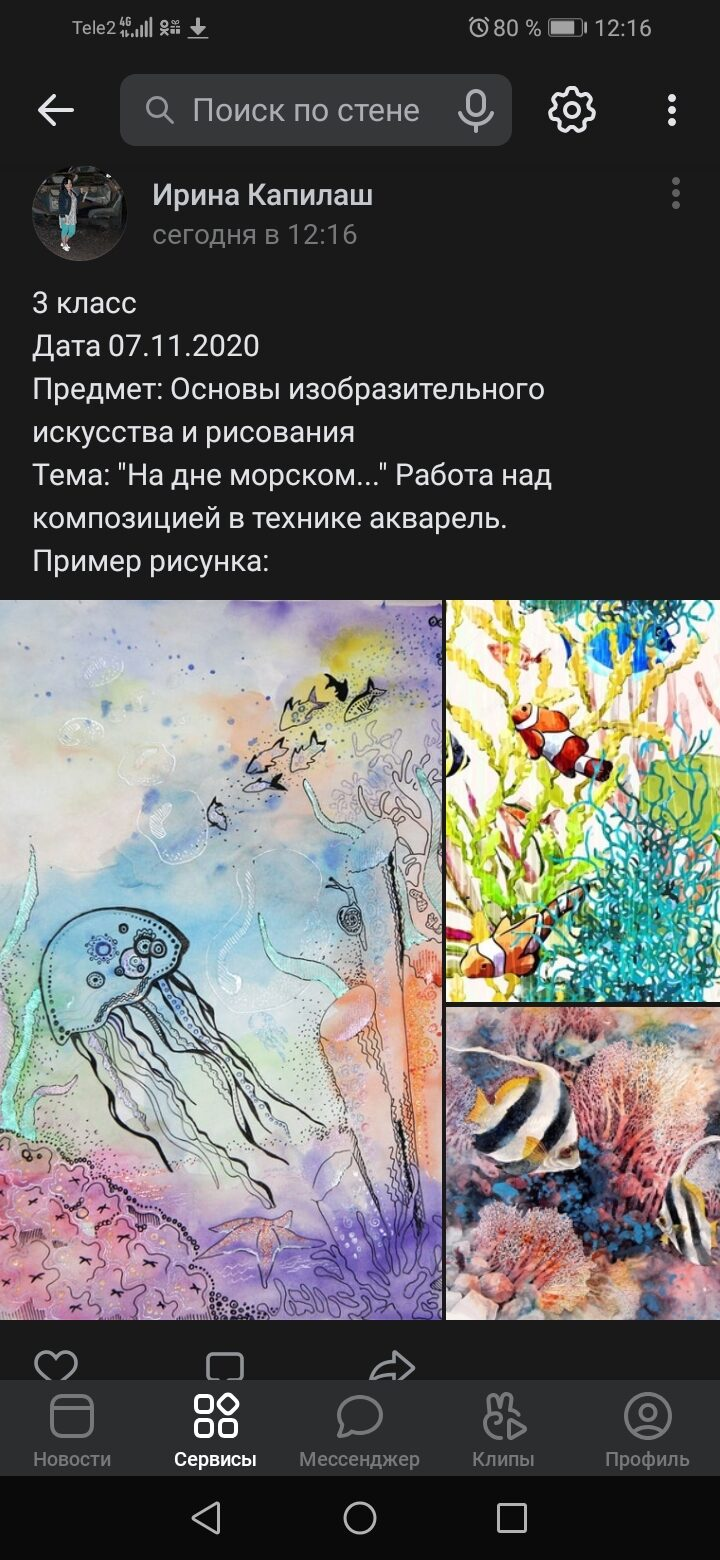 Tele2 4G 80 % 12:16
Поиск по стене
Ирина Капилаш
сегодня в 12:16
3 класс
Дата 07.11.2020
Предмет: Основы изобразительного
искусства и рисования
Тема: "На дне морском..." Работа над
композицией в технике акварель.
Пример рисунка:
Новости Сервисы Мессенджер Клипы Профиль